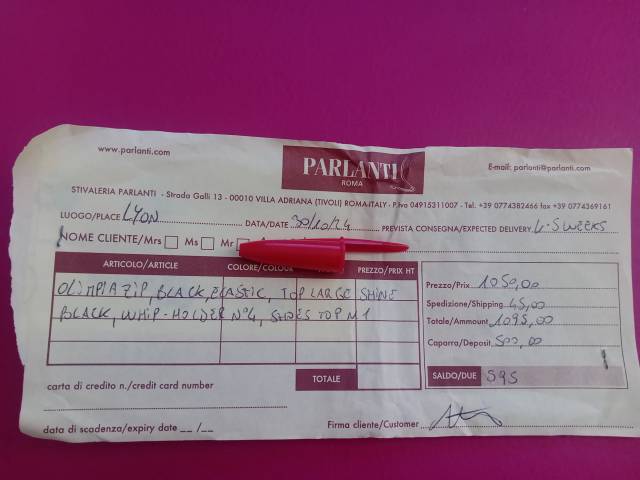 www.parlanti.com
PARLANTI
ROMA
E-mail: parlanti@parlanti.com
STIVALERIA PARLANTI - Strada Galli 13 - 00010 VILLA ADRIANA (TIVOLI) ROMA-ITALY - P.Iva 04915311007 - Tel. +39 0774382466 fax +39 0774369161
LUOGO/PLACE LYON DATA/DATE 30/10/24 PREVISTA CONSEGNA/EXPECTED DELIVERY 4-5 WEEKS
NOME CLIENTE/Mrs Ms Mr
ARTICOLO/ARTICLE COLORE/COLOUR PREZZO/PRIX HT
OLIMPIA ZIP, BLACK, ELASTIC, TOP LARGE SHINE
BLACK, WHIP-HOLDER N°4, SHOES TOP N1
TOTALE
Prezzo/Prix 1050,00
Spedizione/Shipping 45,00
Totale/Ammount 1095,00
Caparra/Deposit 500,00
SALDO/DUE 595
carta di credito n./credit card number
data di scadenza/expiry date __/__
Firma cliente/Customer